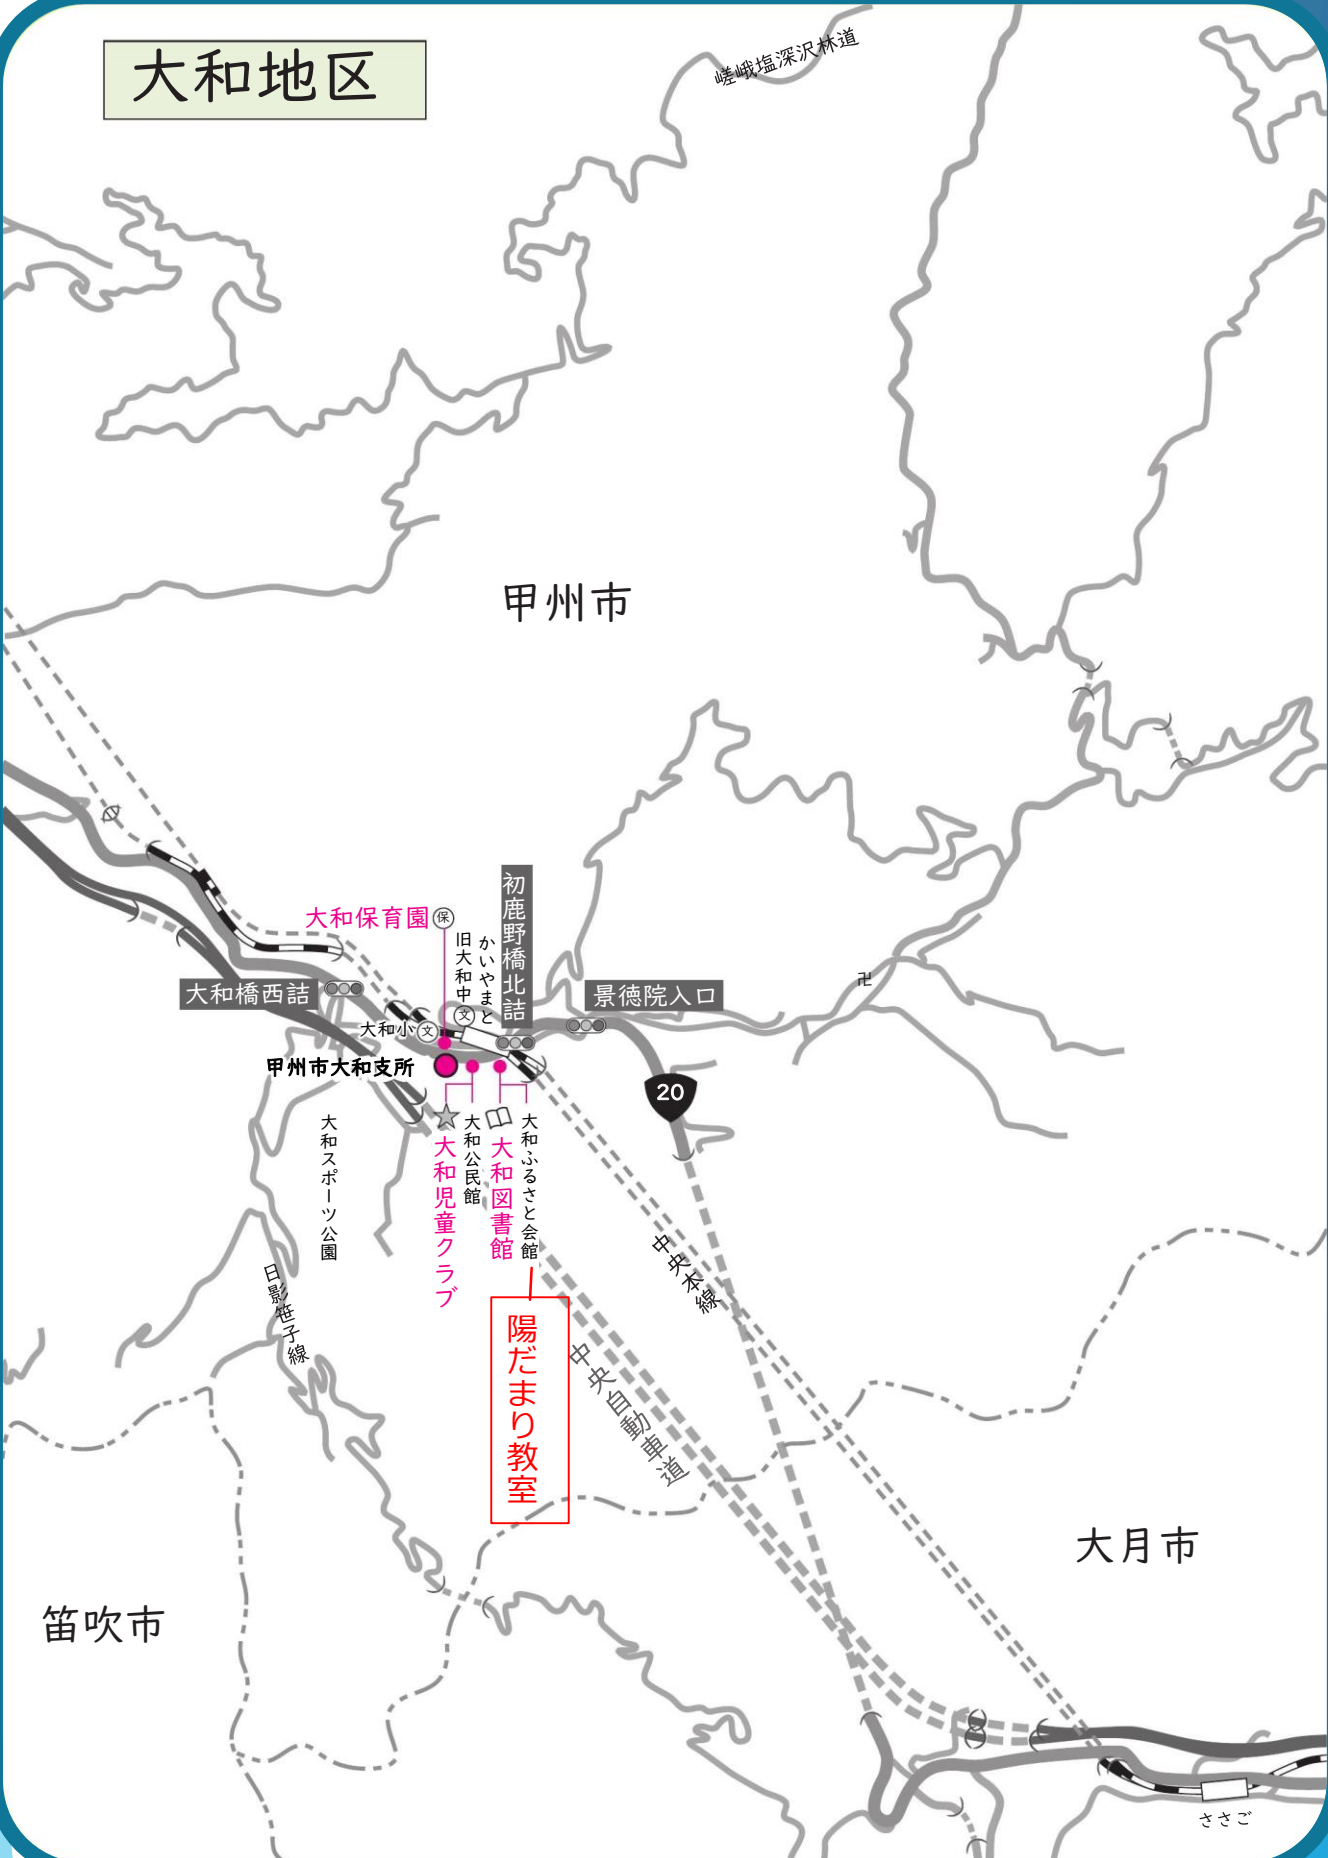 大和地区
嵯峨塩深沢林道
甲州市
大和保育園
保
旧大和中
文
かいやまと
初鹿野橋北詰
大和橋西詰
景徳院入口
卍
大和小
文
甲州市大和支所
20
大和スポーツ公園
大和児童クラブ
大和公民館
大和図書館
大和ふるさと会館
陽だまり教室
日影笹子線
中央本線
中央自動車道
大月市
笛吹市
ささご